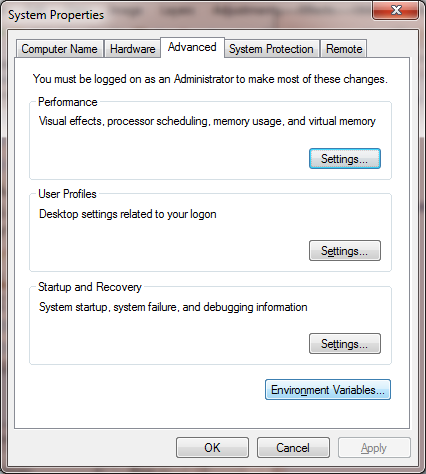 System Properties
Computer Name
Hardware
Advanced
System Protection
Remote
You must be logged on as an Administrator to make most of these changes.
Performance
Visual effects, processor scheduling, memory usage, and virtual memory
Settings...
User Profiles
Desktop settings related to your logon
Settings...
Startup and Recovery
System startup, system failure, and debugging information
Settings...
Environment Variables...
OK
Cancel
Apply